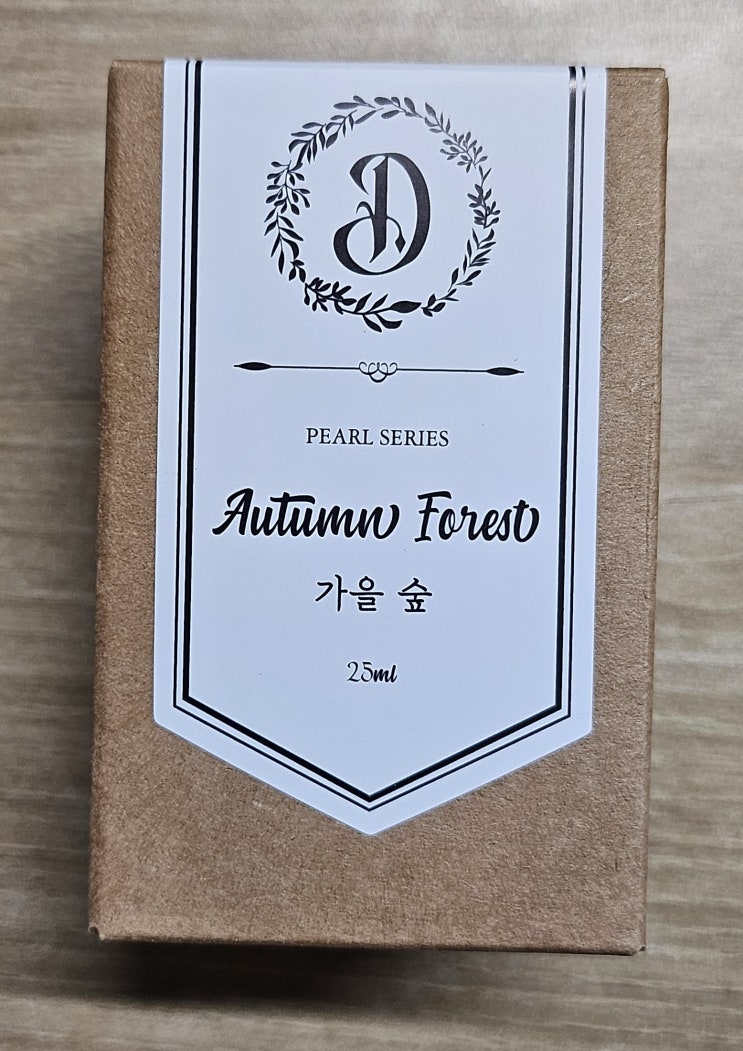 D
PEARL SERIES
Autumn Forest
가을 숲
25ml